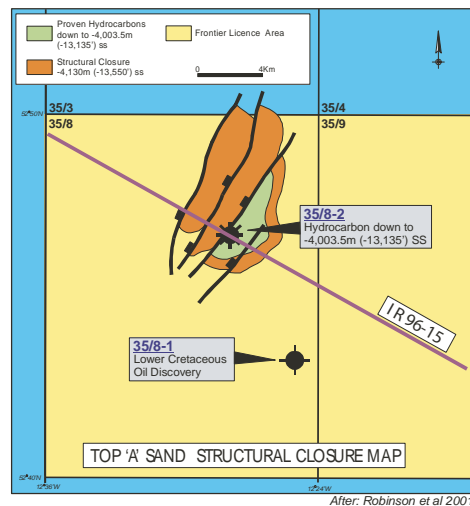 Proven Hydrocarbons
down to -4,003.5m
(-13,135') ss
Frontier Licence Area
Structural Closure
-4,130m (-13,550') ss
0 4Km
52°50'N
35/3 35/4
35/8 35/9
35/8-2
Hydrocarbon down to
-4,003.5m (-13,135') SS
I R 96-15
35/8-1
Lower Cretaceous
Oil Discovery
TOP 'A' SAND STRUCTURAL CLOSURE MAP
52°40'N
12°36'W 12°24'W
After: Robinson et al 2001